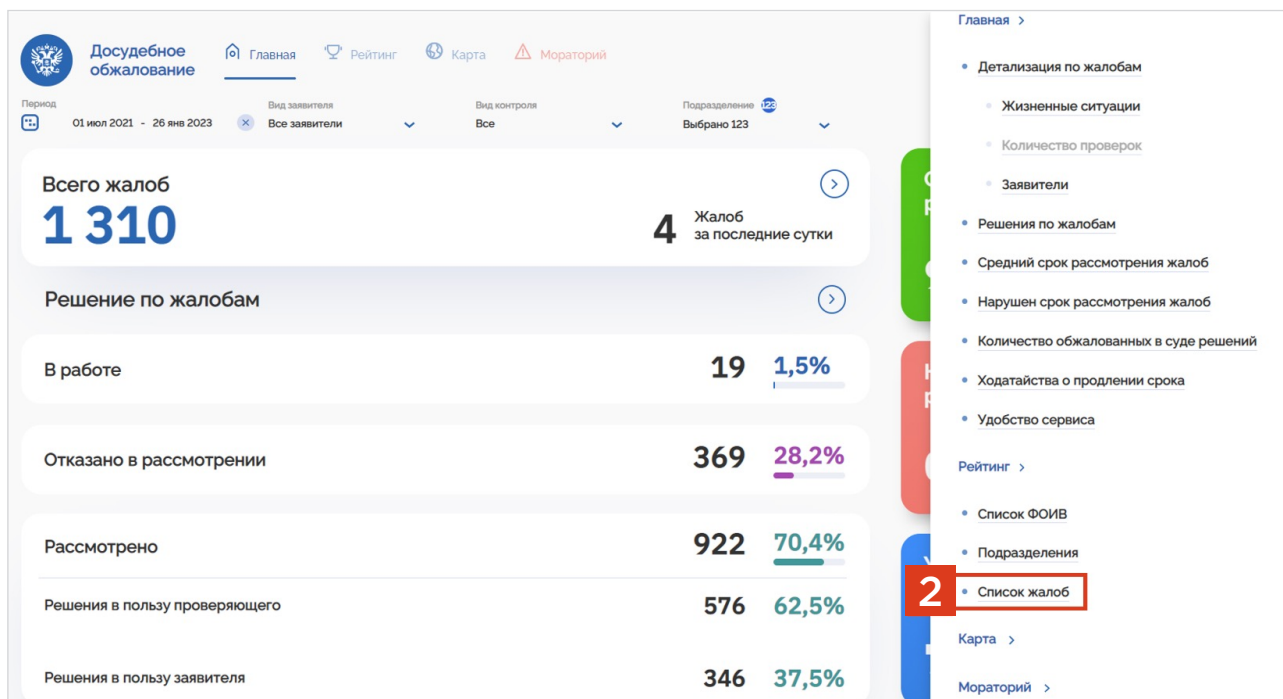 Досудебное
обжалование
Главная
Рейтинг
Карта
Мораторий
Период
01 июл 2021 - 26 янв 2023
Вид заявителя
Все заявители
Вид контроля
Все
Подразделение 123
Выбрано 123
Всего жалоб
1 310
4 Жалоб
за последние сутки
Решение по жалобам
В работе 19 1,5%
Отказано в рассмотрении 369 28,2%
Рассмотрено 922 70,4%
Решения в пользу проверяющего 576 62,5%
Решения в пользу заявителя 346 37,5%
Главная >
Детализация по жалобам
Жизненные ситуации
Количество проверок
Заявители
Решения по жалобам
Средний срок рассмотрения жалоб
Нарушен срок рассмотрения жалоб
Количество обжалованных в суде решений
Ходатайства о продлении срока
Удобство сервиса
Рейтинг >
Список ФОИВ
Подразделения
2 Список жалоб
Карта >
Мораторий >